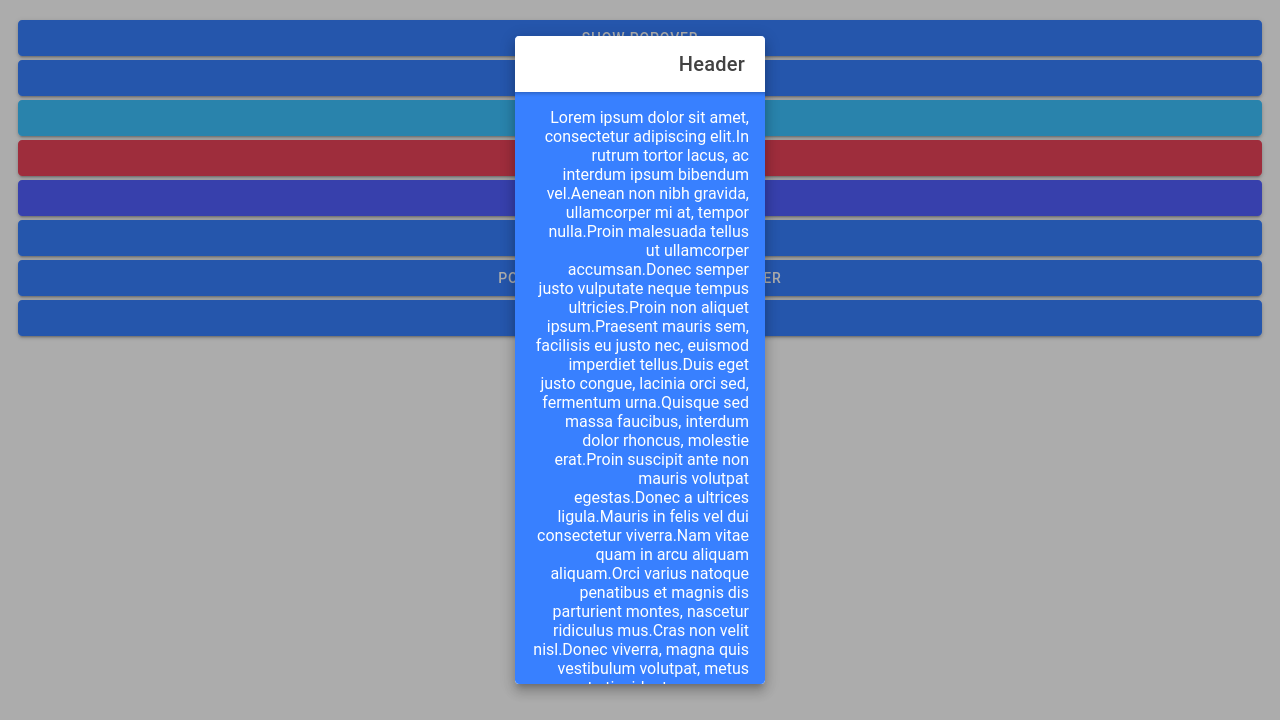 SHOW POPOVER
Header
Lorem ipsum dolor sit amet,
consectetur adipiscing elit.In
rutrum tortor lacus, ac
interdum ipsum bibendum
vel.Aenean non nibh gravida,
ullamcorper mi at, tempor
nulla.Proin malesuada tellus
ut ullamcorper
accumsan.Donec semper
justo vulputate neque tempus
ultricies.Proin non aliquet
ipsum.Praesent mauris sem,
facilisis eu justo nec, euismod
imperdiet tellus.Duis eget
justo congue, lacinia orci sed,
fermentum urna.Quisque sed
massa faucibus, interdum
dolor rhoncus, molestie
erat.Proin suscipit ante non
mauris volutpat
egestas.Donec a ultrices
ligula.Mauris in felis vel dui
consectetur viverra.Nam vitae
quam in arcu aliquam
aliquam.Orci varius natoque
penatibus et magnis dis
parturient montes, nascetur
ridiculus mus.Cras non velit
nisl.Donec viverra, magna quis
vestibulum volutpat, metus